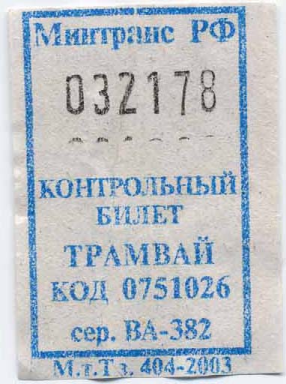 Минтранс РФ
032178
КОНТРОЛЬНЫЙ
БИЛЕТ
ТРАМВАЙ
КОД 0751026
сер. ВА-382
М.т.Т з. 404-2003